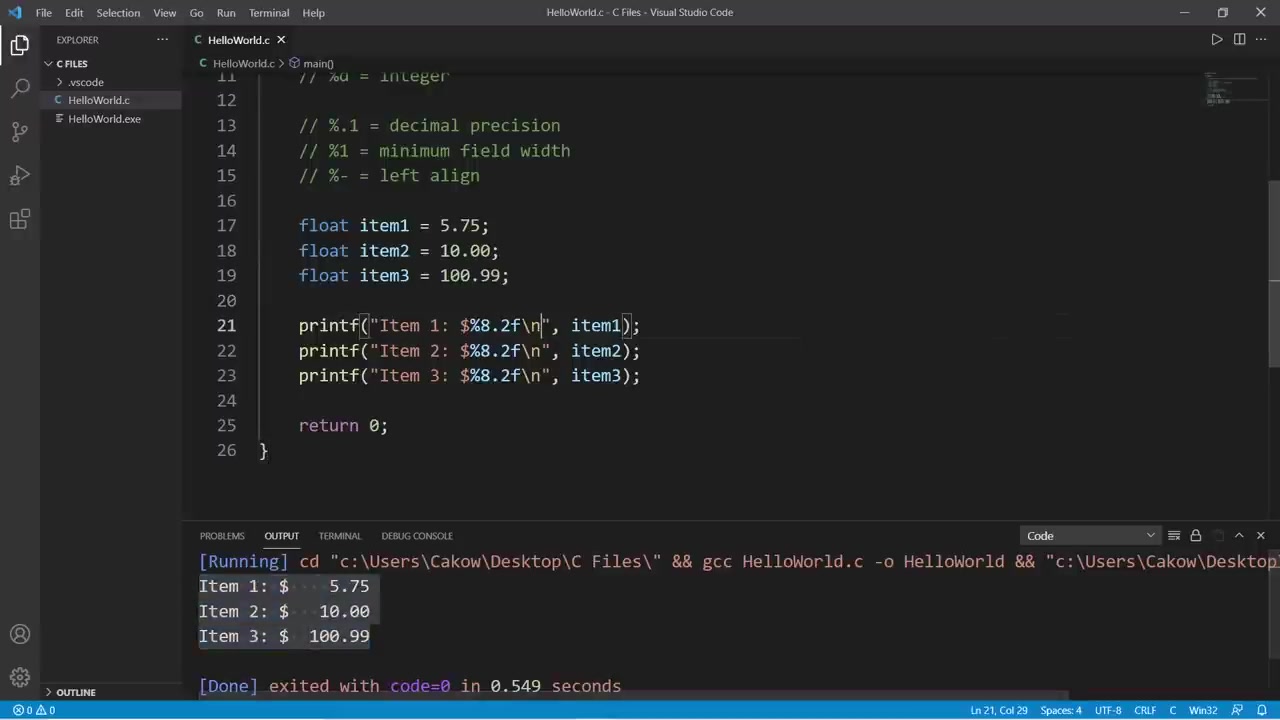 File Edit Selection View Go Run Terminal Help HelloWorld.c - C Files - Visual Studio Code
EXPLORER
C FILES
.vscode
HelloWorld.c
HelloWorld.exe
OUTLINE
HelloWorld.c
HelloWorld.c > main()
11 // %d = integer
12
13 // %.1 = decimal precision
14 // %1 = minimum field width
15 // %- = left align
16
17 float item1 = 5.75;
18 float item2 = 10.00;
19 float item3 = 100.99;
20
21 printf("Item 1: $%8.2f\n", item1);
22 printf("Item 2: $%8.2f\n", item2);
23 printf("Item 3: $%8.2f\n", item3);
24
25 return 0;
26 }
PROBLEMS OUTPUT TERMINAL DEBUG CONSOLE Code
[Running] cd "c:\Users\Cakow\Desktop\C Files\" && gcc HelloWorld.c -o HelloWorld && "c:\Users\Cakow\Desktop
Item 1: $    5.75
Item 2: $   10.00
Item 3: $  100.99
[Done] exited with code=0 in 0.549 seconds
0 0 Ln 21, Col 29 Spaces: 4 UTF-8 CRLF C Win32